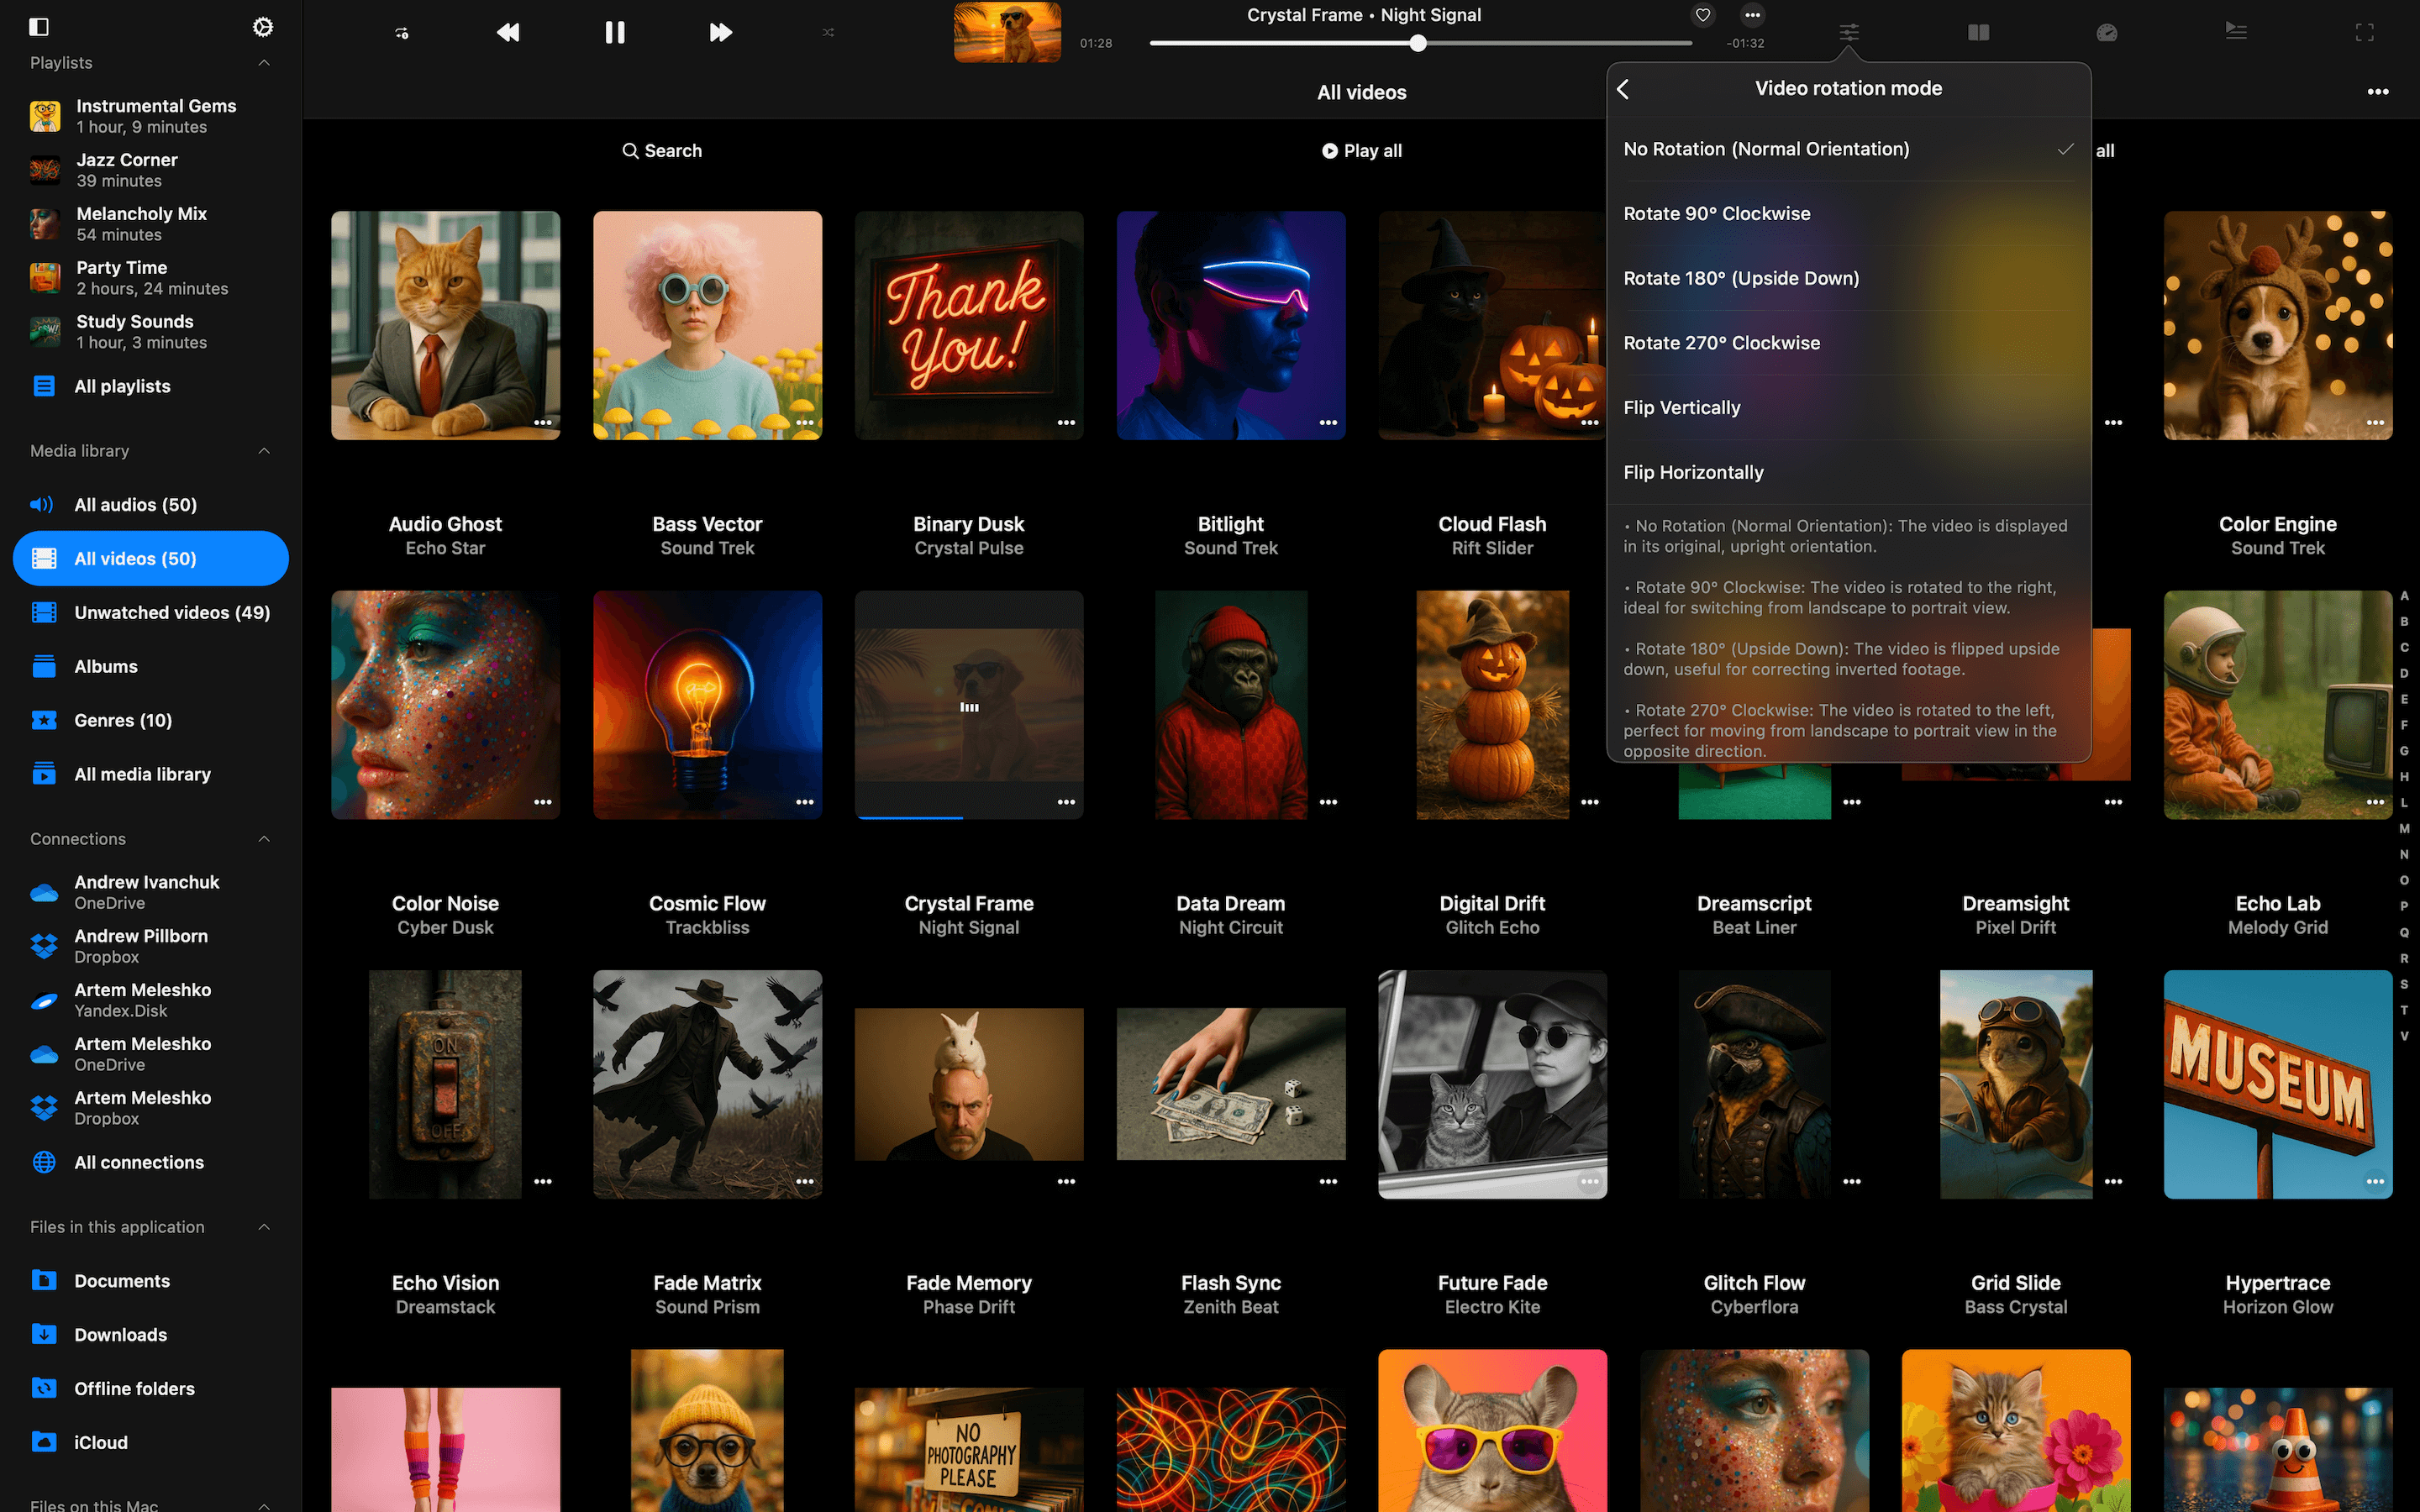 Playlists
Instrumental Gems
1 hour, 9 minutes
Jazz Corner
39 minutes
Melancholy Mix
54 minutes
Party Time
2 hours, 24 minutes
Study Sounds
1 hour, 3 minutes
All playlists
Media library
All audios (50)
All videos (50)
Unwatched videos (49)
Albums
Genres (10)
All media library
Connections
Andrew Ivanchuk
OneDrive
Andrew Pillborn
Dropbox
Artem Meleshko
Yandex.Disk
Artem Meleshko
OneDrive
Artem Meleshko
Dropbox
All connections
Files in this application
Documents
Downloads
Offline folders
iCloud
Files on this Mac
01:28
Crystal Frame • Night Signal
-01:32
All videos
Search
Play all
all
Video rotation mode
No Rotation (Normal Orientation)
Rotate 90° Clockwise
Rotate 180° (Upside Down)
Rotate 270° Clockwise
Flip Vertically
Flip Horizontally
• No Rotation (Normal Orientation): The video is displayed
in its original, upright orientation.
• Rotate 90° Clockwise: The video is rotated to the right,
ideal for switching from landscape to portrait view.
• Rotate 180° (Upside Down): The video is flipped upside
down, useful for correcting inverted footage.
• Rotate 270° Clockwise: The video is rotated to the left,
perfect for moving from landscape to portrait view in the
opposite direction.
Thank
You!
Audio Ghost
Echo Star
Bass Vector
Sound Trek
Binary Dusk
Crystal Pulse
Bitlight
Sound Trek
Cloud Flash
Rift Slider
Color Engine
Sound Trek
Color Noise
Cyber Dusk
Cosmic Flow
Trackbliss
Crystal Frame
Night Signal
Data Dream
Night Circuit
Digital Drift
Glitch Echo
Dreamscript
Beat Liner
Dreamsight
Pixel Drift
Echo Lab
Melody Grid
ON
OFF
MUSEUM
Echo Vision
Dreamstack
Fade Matrix
Sound Prism
Fade Memory
Phase Drift
Flash Sync
Zenith Beat
Future Fade
Electro Kite
Glitch Flow
Cyberflora
Grid Slide
Bass Crystal
Hypertrace
Horizon Glow
NO
PHOTOGRAPHY
PLEASE
A
B
C
D
E
F
G
H
L
M
N
O
P
Q
R
S
T
V